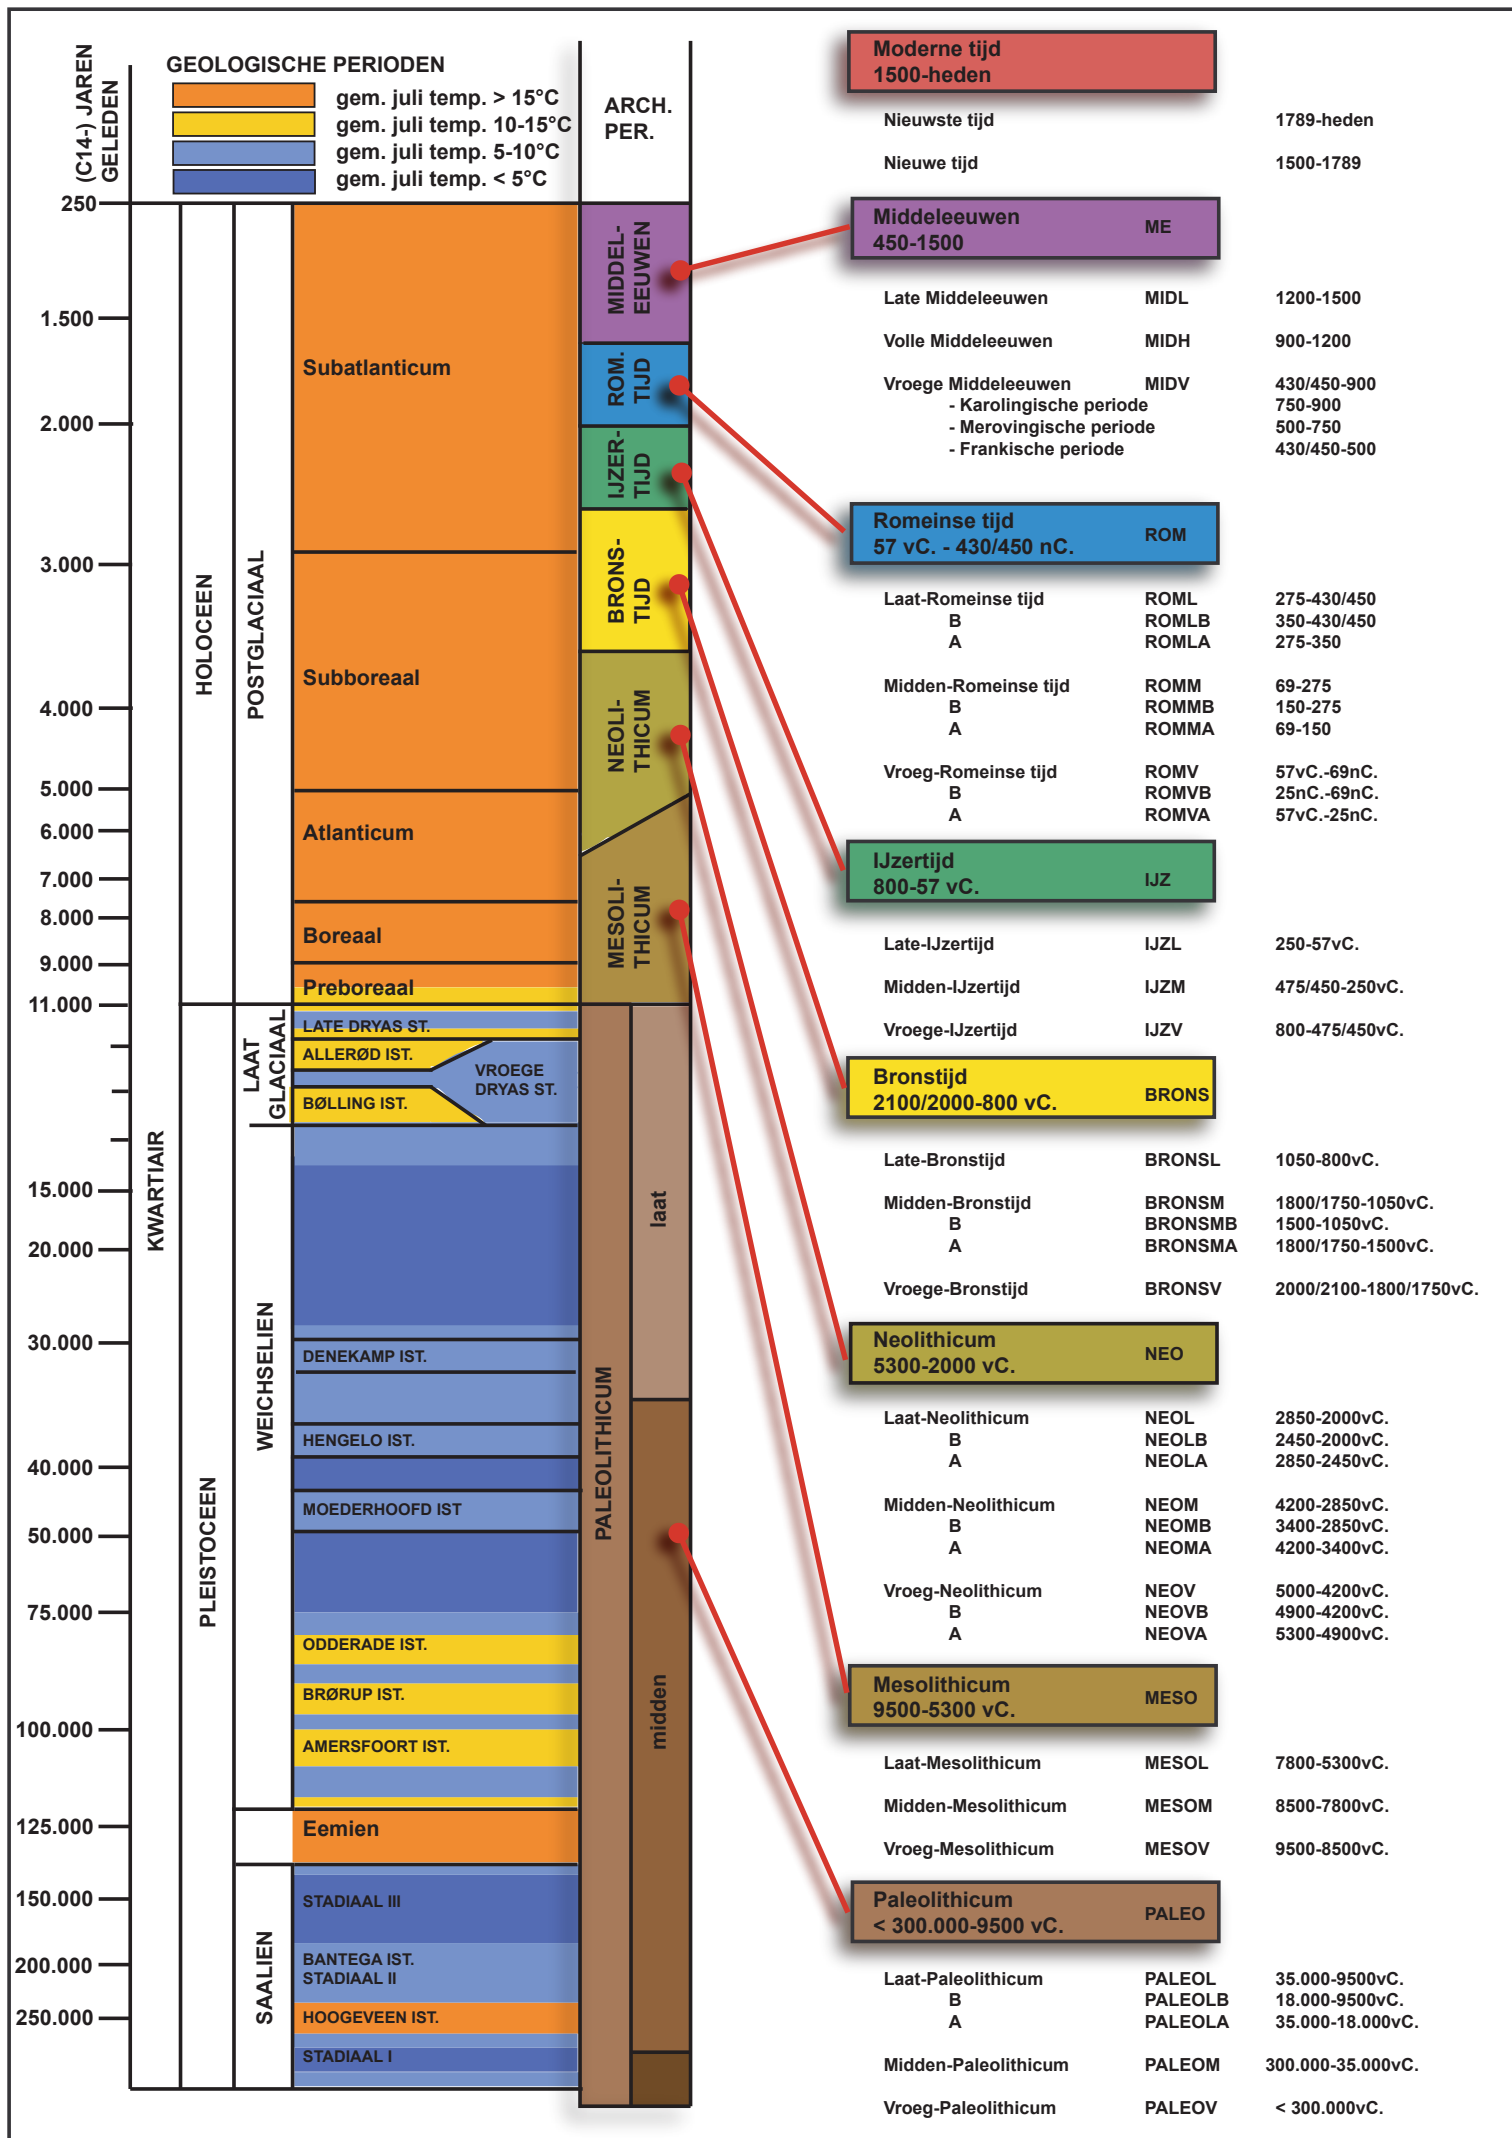 (C14-) JAREN
GELEDEN
GEOLOGISCHE PERIODEN
gem. juli temp. > 15°C
gem. juli temp. 10-15°C
gem. juli temp. 5-10°C
gem. juli temp. < 5°C
ARCH.
PER.
250
1.500
2.000
3.000
4.000
5.000
6.000
7.000
8.000
9.000
11.000
15.000
20.000
30.000
40.000
50.000
75.000
100.000
125.000
150.000
200.000
250.000
KWARTIAIR
HOLOCEEN
PLEISTOCEEN
POSTGLACIAAL
LAAT
GLACIAAL
WEICHSELIEN
SAALIEN
Subatlanticum
Subboreaal
Atlanticum
Boreaal
Preboreaal
LATE DRYAS ST.
ALLERØD IST.
VROEGE
DRYAS ST.
BØLLING IST.
DENEKAMP IST.
HENGELO IST.
MOEDERHOOFD IST
ODDERADE IST.
BRØRUP IST.
AMERSFOORT IST.
Eemien
STADIAAL III
BANTEGA IST.
STADIAAL II
HOOGEVEEN IST.
STADIAAL I
MIDDEL-
EEUWEN
ROM.
TIJD
IJZER-
TIJD
BRONS-
TIJD
NEOLI-
THICUM
MESOLI-
THICUM
PALEOLITHICUM
laat
midden
Moderne tijd
1500-heden
Nieuwste tijd 1789-heden
Nieuwe tijd 1500-1789
Middeleeuwen ME
450-1500
Late Middeleeuwen MIDL 1200-1500
Volle Middeleeuwen MIDH 900-1200
Vroege Middeleeuwen MIDV 430/450-900
- Karolingische periode 750-900
- Merovingische periode 500-750
- Frankische periode 430/450-500
Romeinse tijd ROM
57 vC. - 430/450 nC.
Laat-Romeinse tijd ROML 275-430/450
B ROMLB 350-430/450
A ROMLA 275-350
Midden-Romeinse tijd ROMM 69-275
B ROMMB 150-275
A ROMMA 69-150
Vroeg-Romeinse tijd ROMV 57vC.-69nC.
B ROMVB 25nC.-69nC.
A ROMVA 57vC.-25nC.
IJzertijd IJZ
800-57 vC.
Late-IJzertijd IJZL 250-57vC.
Midden-IJzertijd IJZM 475/450-250vC.
Vroege-IJzertijd IJZV 800-475/450vC.
Bronstijd BRONS
2100/2000-800 vC.
Late-Bronstijd BRONSL 1050-800vC.
Midden-Bronstijd BRONSM 1800/1750-1050vC.
B BRONSMB 1500-1050vC.
A BRONSMA 1800/1750-1500vC.
Vroege-Bronstijd BRONSV 2000/2100-1800/1750vC.
Neolithicum NEO
5300-2000 vC.
Laat-Neolithicum NEOL 2850-2000vC.
B NEOLB 2450-2000vC.
A NEOLA 2850-2450vC.
Midden-Neolithicum NEOM 4200-2850vC.
B NEOMB 3400-2850vC.
A NEOMA 4200-3400vC.
Vroeg-Neolithicum NEOV 5000-4200vC.
B NEOVB 4900-4200vC.
A NEOVA 5300-4900vC.
Mesolithicum MESO
9500-5300 vC.
Laat-Mesolithicum MESOL 7800-5300vC.
Midden-Mesolithicum MESOM 8500-7800vC.
Vroeg-Mesolithicum MESOV 9500-8500vC.
Paleolithicum PALEO
< 300.000-9500 vC.
Laat-Paleolithicum PALEOL 35.000-9500vC.
B PALEOLB 18.000-9500vC.
A PALEOLA 35.000-18.000vC.
Midden-Paleolithicum PALEOM 300.000-35.000vC.
Vroeg-Paleolithicum PALEOV < 300.000vC.